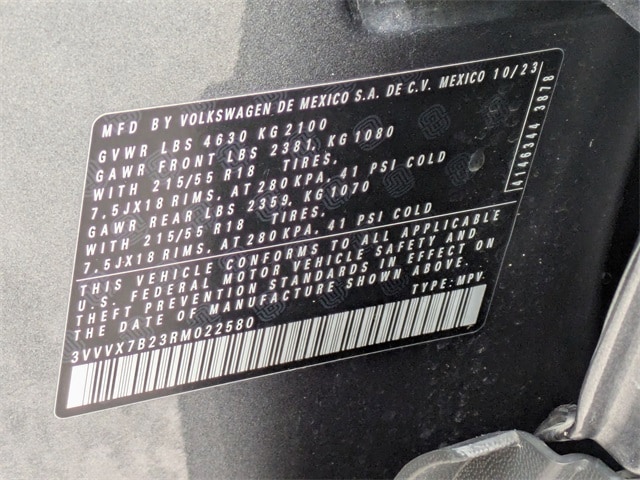 MFD BY VOLKSWAGEN DE MEXICO S.A. DE C.V. MEXICO 10/23
GVWR LBS 4630 KG 2100
GAWR FRONT LBS 2381, KG 1080
WITH 215/55 R18 TIRES.
7.5JX18 RIMS, AT 280 KPA, 41 PSI COLD
GAWR REAR LBS 2359, KG 1070
WITH 215/55 R18 TIRES.
7.5JX18 RIMS, AT 280 KPA, 41 PSI COLD
THIS VEHICLE CONFORMS TO ALL APPLICABLE
U.S. FEDERAL MOTOR VEHICLE SAFETY AND
THEFT PREVENTION STANDARDS IN EFFECT ON
THE DATE OF MANUFACTURE SHOWN ABOVE.
TYPE: MPV
3VVVX7B23RM022580
4146344 3878